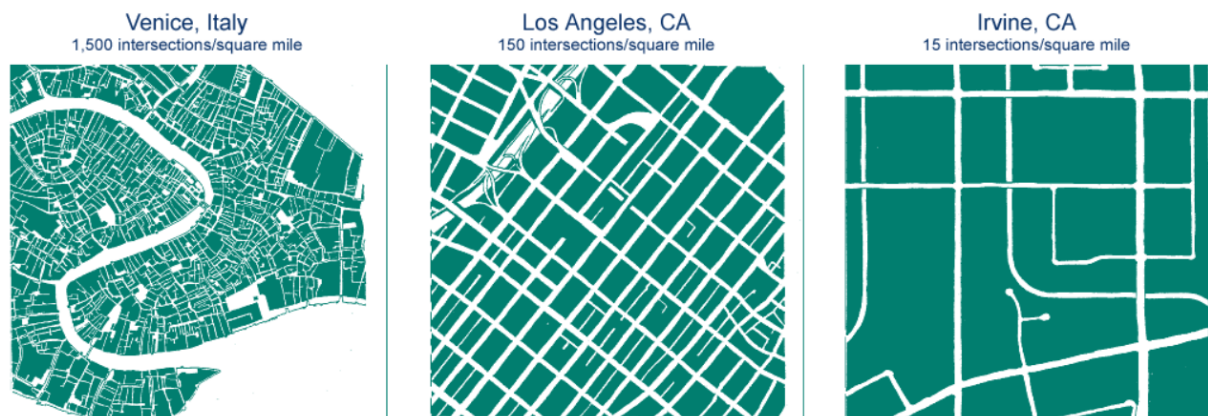 Venice, Italy
1,500 intersections/square mile
Los Angeles, CA
150 intersections/square mile
Irvine, CA
15 intersections/square mile